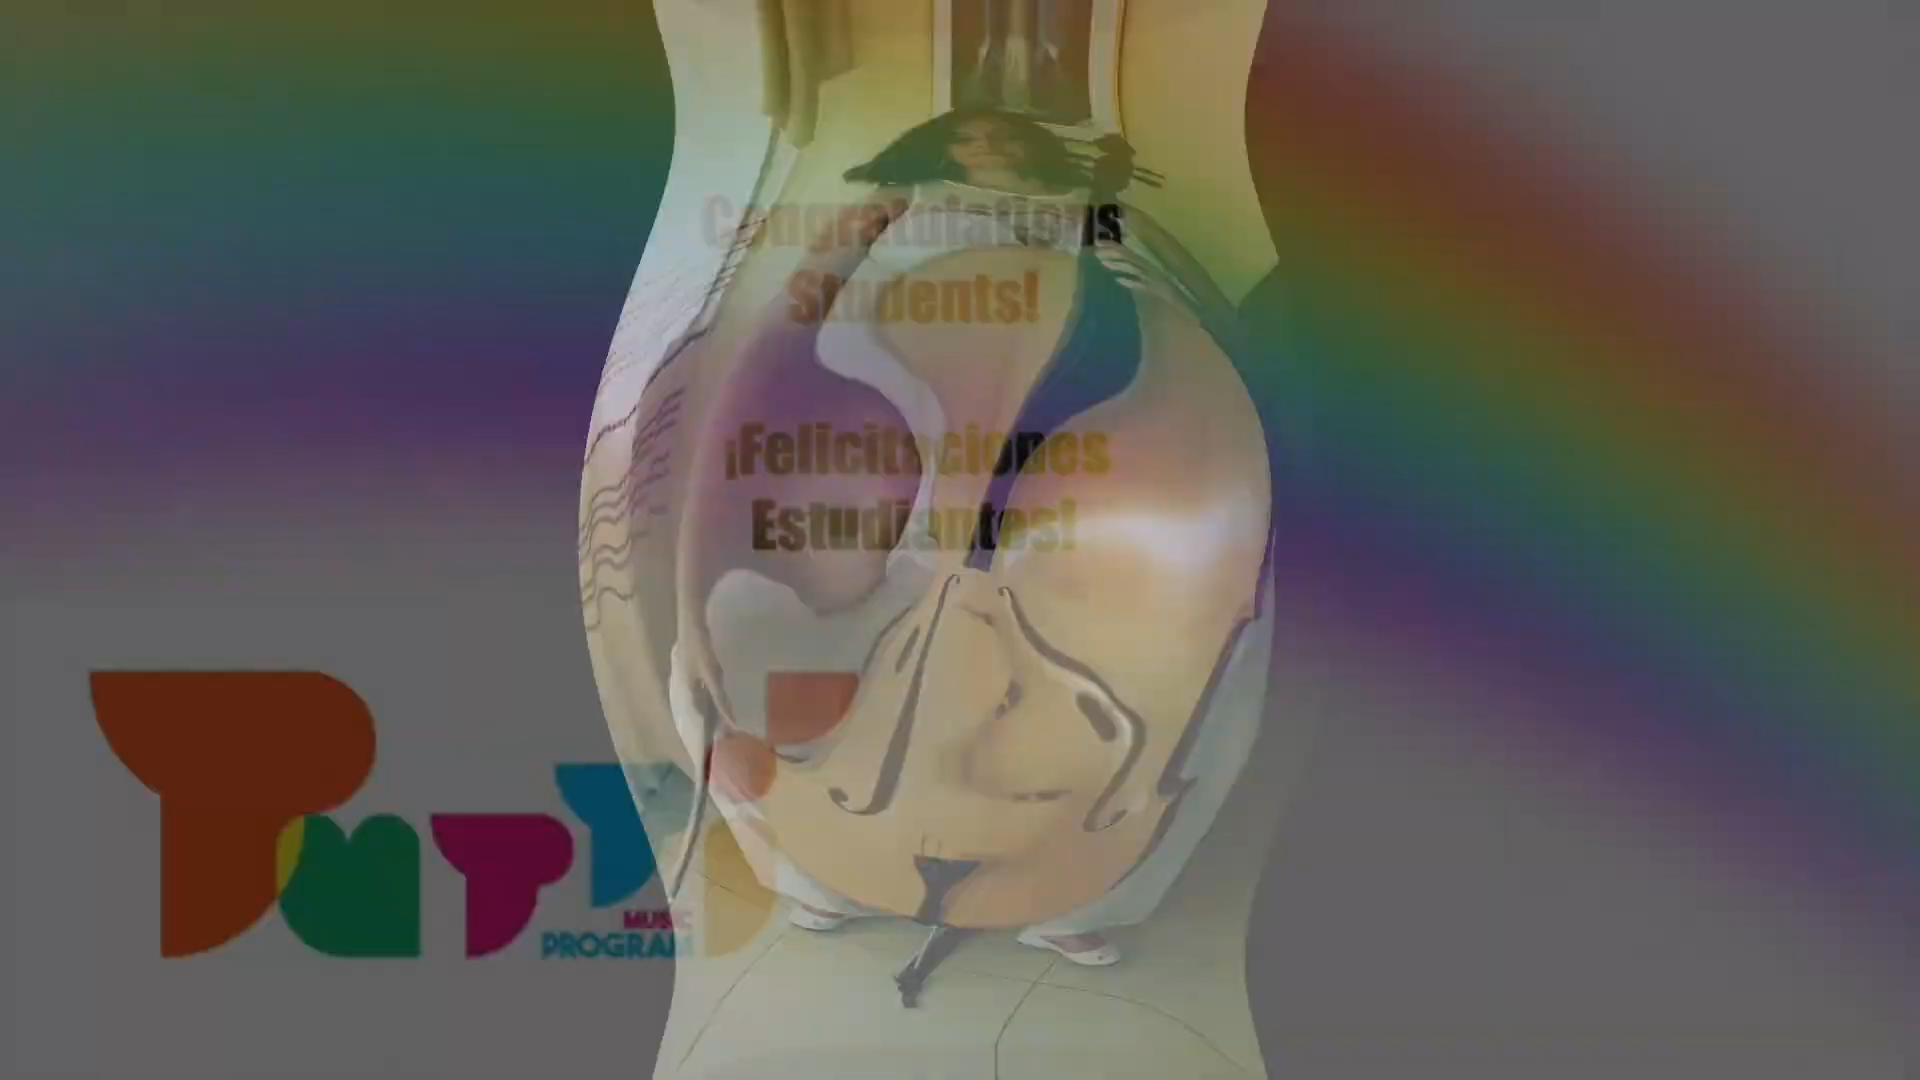 Congratulations
Students!
¡Felicitaciones
Estudiantes!
MUSIC
PROGRAM